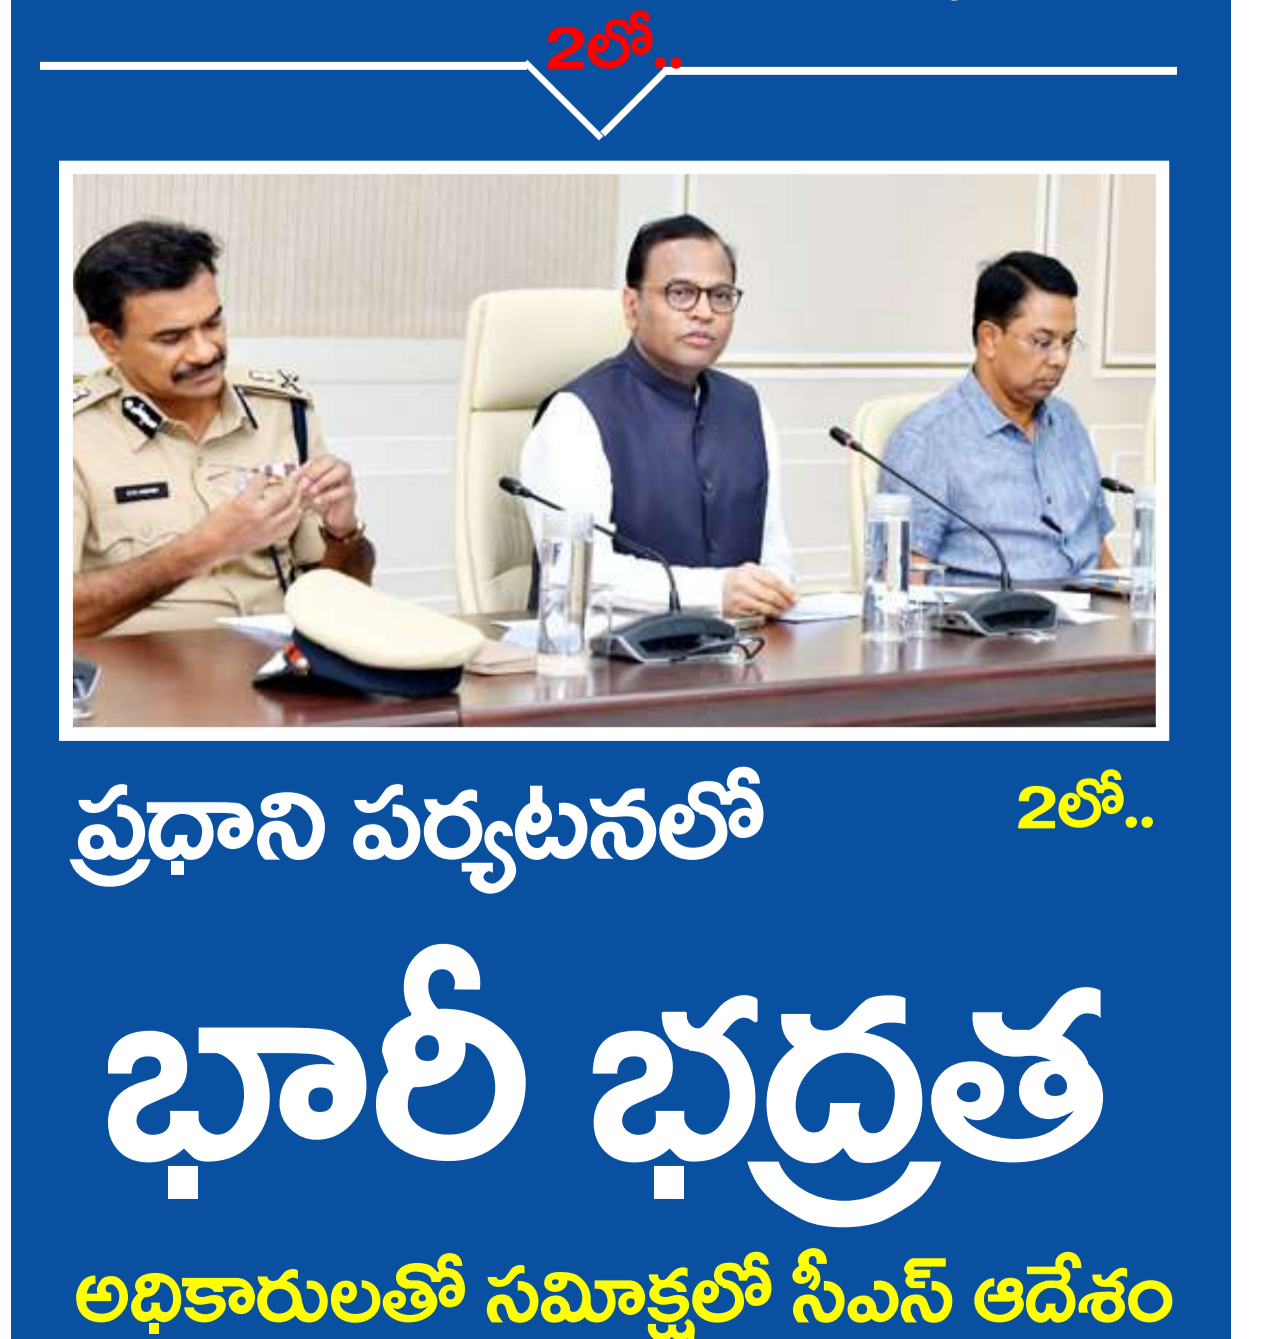 2లో..
ప్రధాని పర్యటనలో
2లో..
భారీ భద్రత
అధికారులతో సమీక్షలో సీఎస్ ఆదేశం